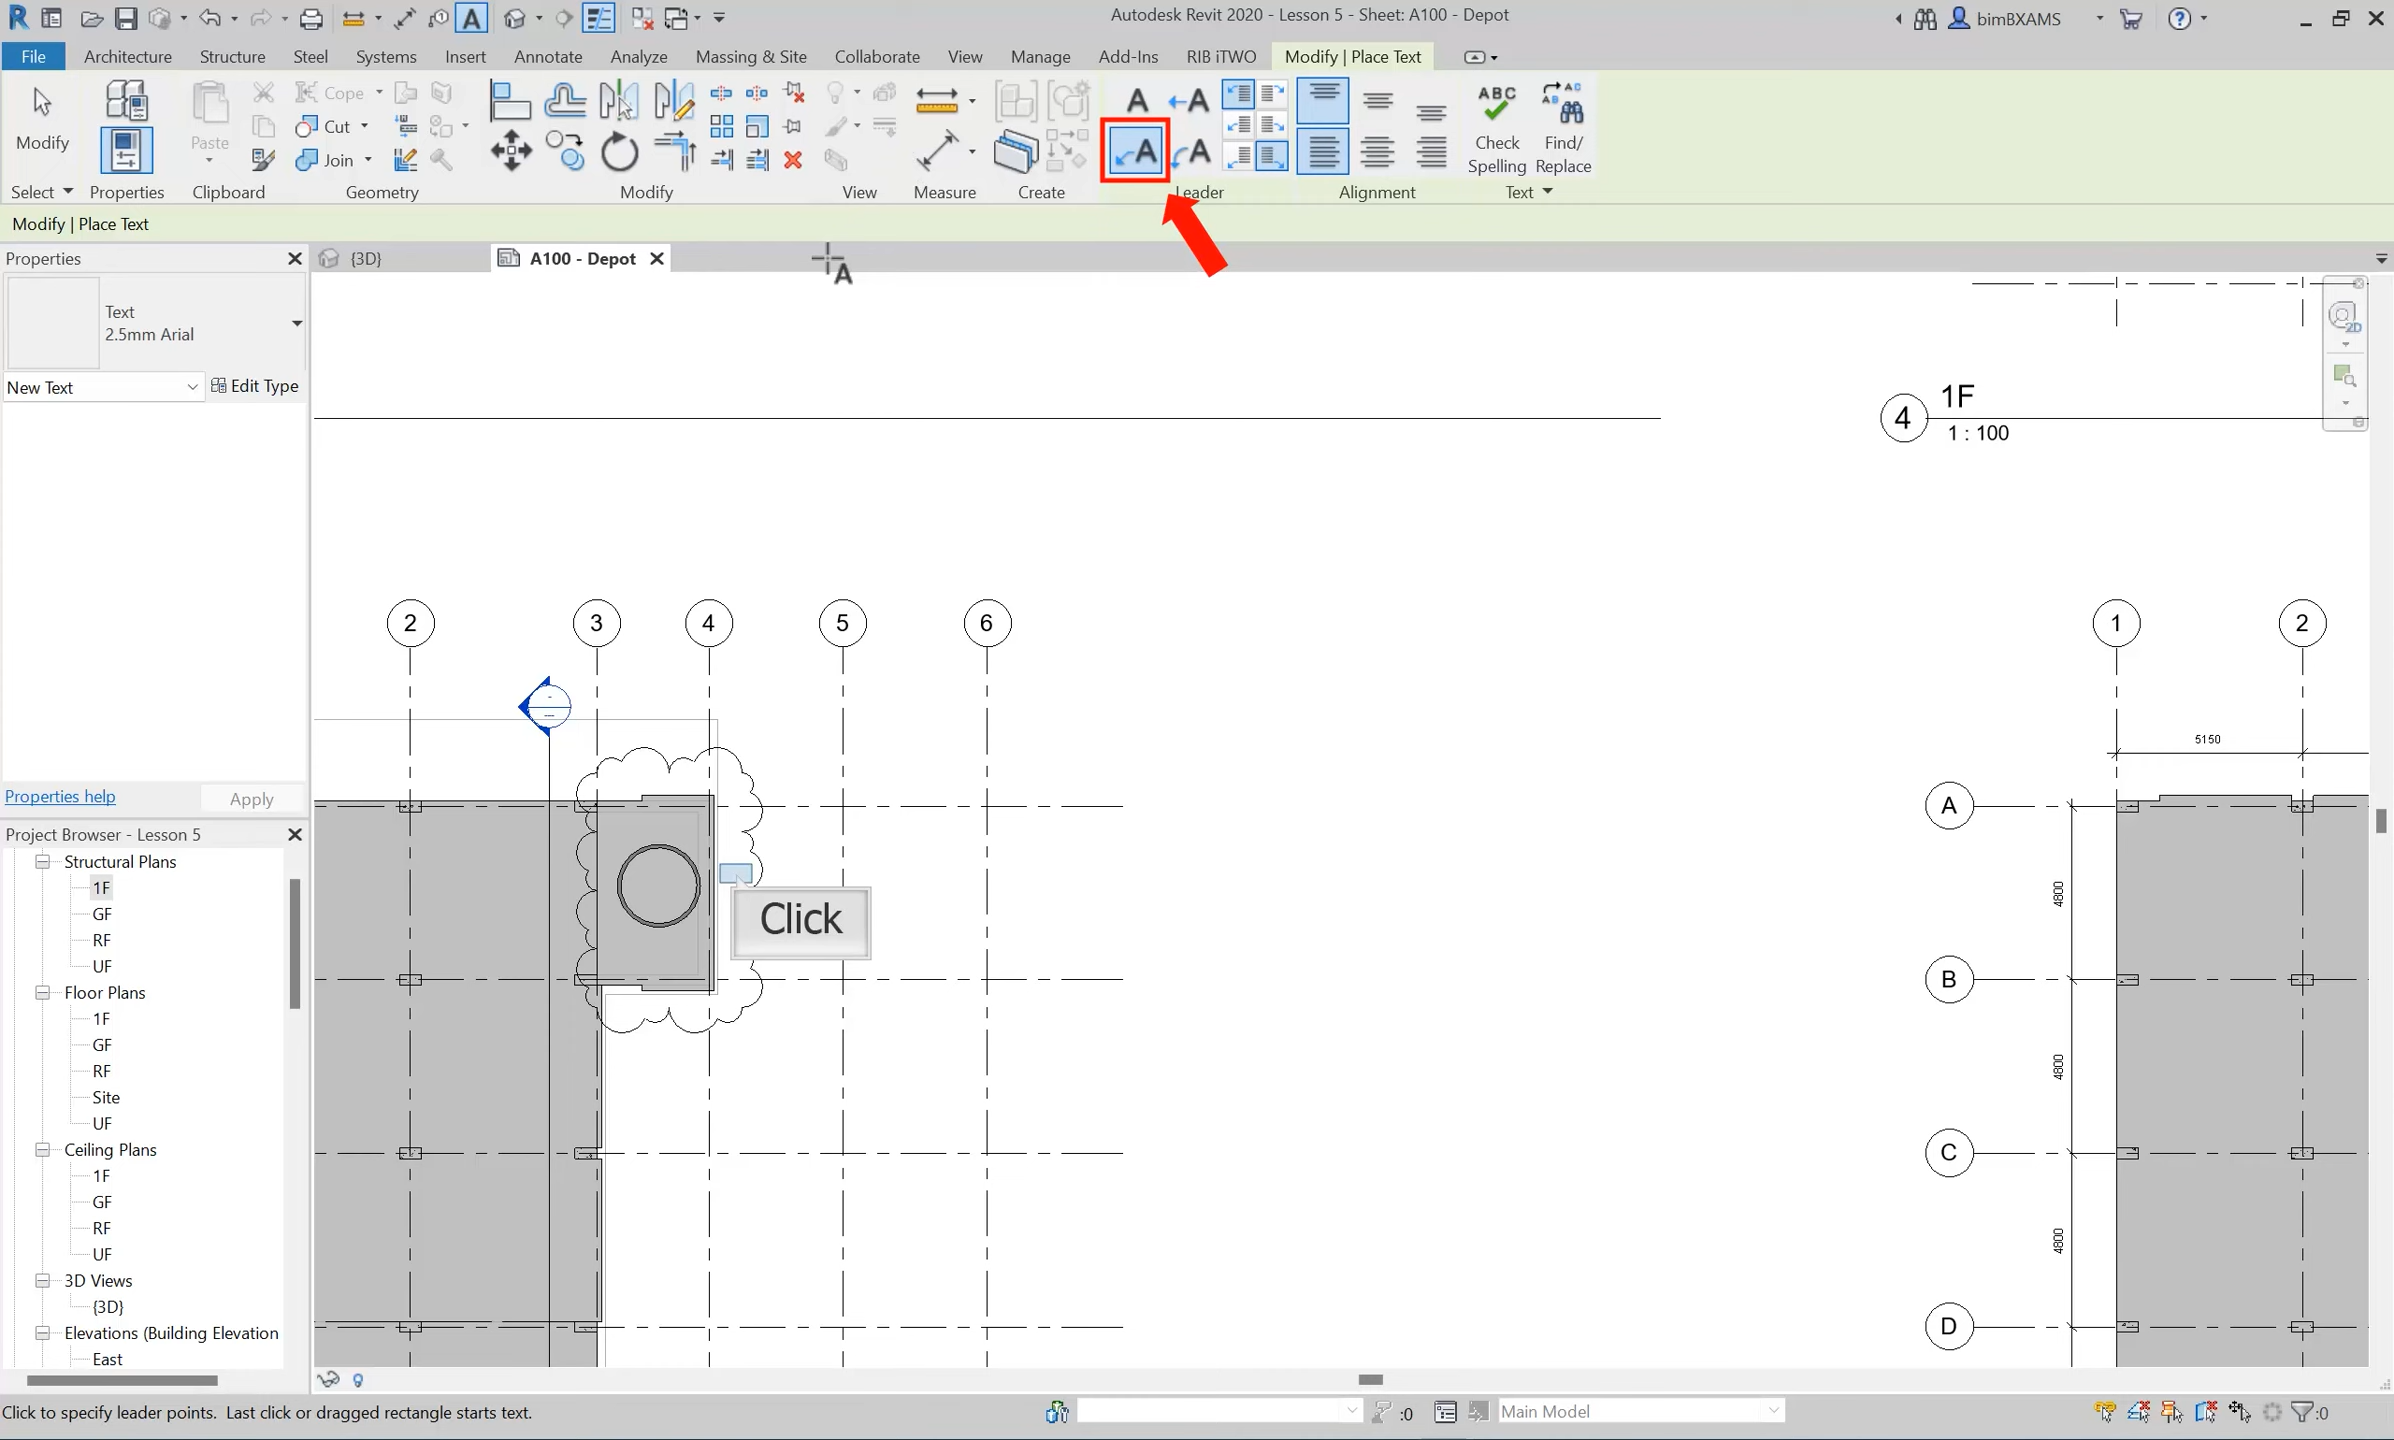 Autodesk Revit 2020 - Lesson 5 - Sheet: A100 - Depot
bimBXAMS
File Architecture Structure Steel Systems Insert Annotate Analyze Massing & Site Collaborate View Manage Add-Ins RIB iTWO Modify | Place Text
Modify
Paste
Cope
Cut
Join
ABC
Check
Spelling
Find/
Replace
Select Properties Clipboard Geometry Modify View Measure Create Leader Alignment Text
Modify | Place Text
Properties
{3D}
A100 - Depot
Text
2.5mm Arial
New Text
Edit Type
Properties help
Apply
Project Browser - Lesson 5
Structural Plans
1F
GF
RF
UF
Floor Plans
1F
GF
RF
Site
UF
Ceiling Plans
1F
GF
RF
UF
3D Views
{3D}
Elevations (Building Elevation
East
4
1F
1 : 100
2 3 4 5 6
1 2
5150
A
4800
B
4800
C
4800
D
Click
2D
Click to specify leader points. Last click or dragged rectangle starts text.
:0
Main Model
:0